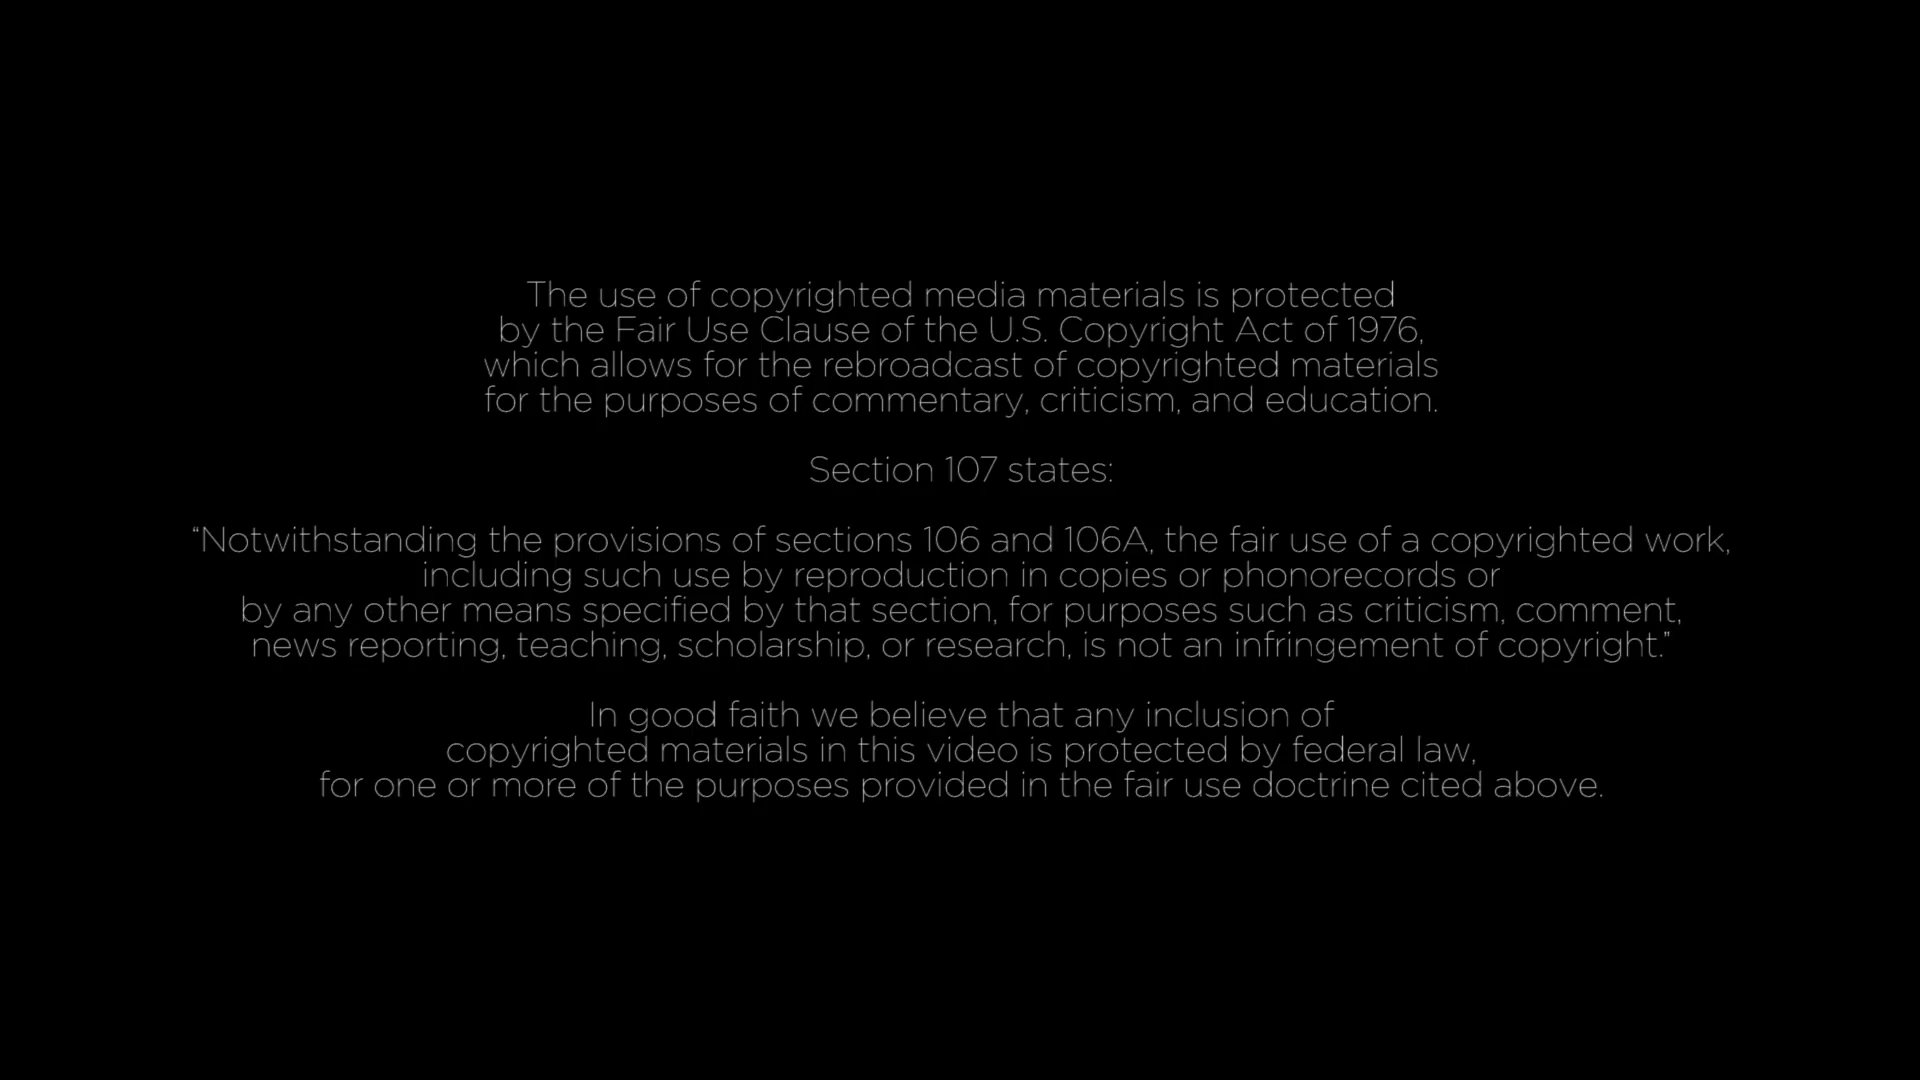 The use of copyrighted media materials is protected
by the Fair Use Clause of the U.S. Copyright Act of 1976,
which allows for the rebroadcast of copyrighted materials
for the purposes of commentary, criticism, and education.
Section 107 states:
“Notwithstanding the provisions of sections 106 and 106A, the fair use of a copyrighted work,
including such use by reproduction in copies or phonorecords or
by any other means specified by that section, for purposes such as criticism, comment,
news reporting, teaching, scholarship, or research, is not an infringement of copyright.”
In good faith we believe that any inclusion of
copyrighted materials in this video is protected by federal law,
for one or more of the purposes provided in the fair use doctrine cited above.